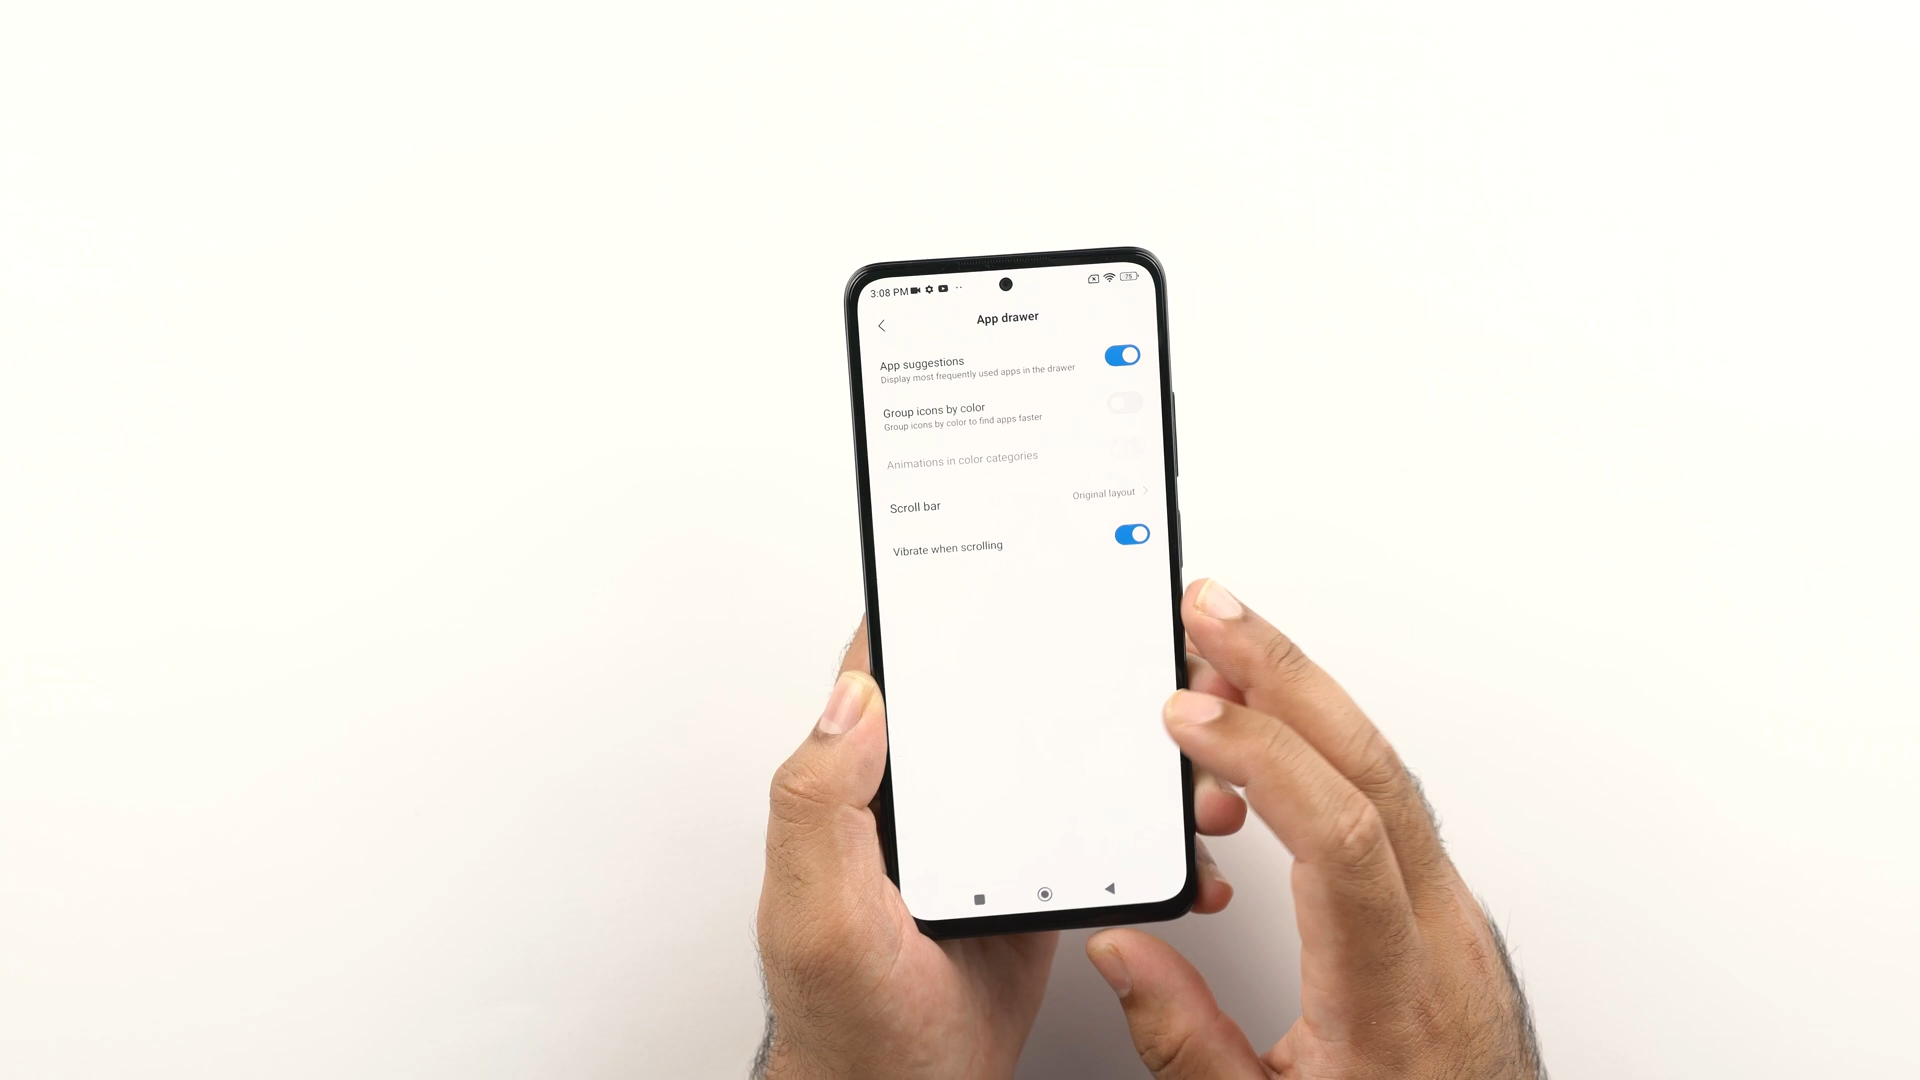 3:08 PM
75
App drawer
App suggestions
Display most frequently used apps in the drawer
Group icons by color
Group icons by color to find apps faster
Animations in color categories
Scroll bar
Original layout
Vibrate when scrolling